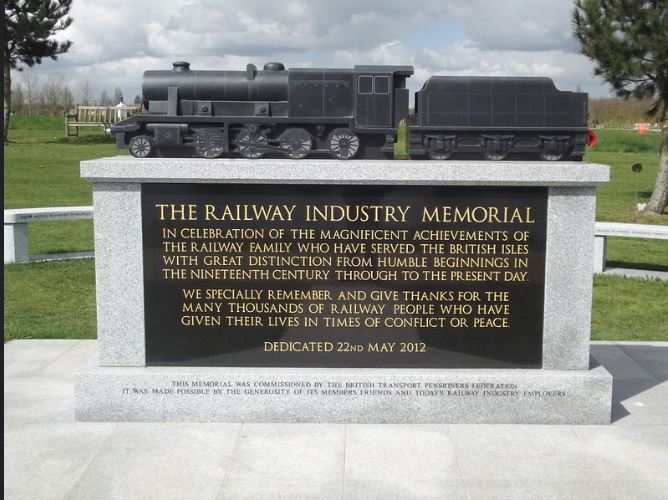 THE RAILWAY INDUSTRY MEMORIAL
IN CELEBRATION OF THE MAGNIFICENT ACHIEVEMENTS OF
THE RAILWAY FAMILY WHO HAVE SERVED THE BRITISH ISLES
WITH GREAT DISTINCTION FROM HUMBLE BEGINNINGS IN
THE NINETEENTH CENTURY THROUGH TO THE PRESENT DAY.
WE SPECIALLY REMEMBER AND GIVE THANKS FOR THE
MANY THOUSANDS OF RAILWAY PEOPLE WHO HAVE
GIVEN THEIR LIVES IN TIMES OF CONFLICT OR PEACE.
DEDICATED 22ND MAY 2012
THIS MEMORIAL WAS COMMISSIONED BY THE BRITISH TRANSPORT PENSIONERS FEDERATION
IT WAS MADE POSSIBLE BY THE GENEROSITY OF ITS MEMBERS FRIENDS AND TODAYS RAILWAY INDUSTRY EMPLOYERS